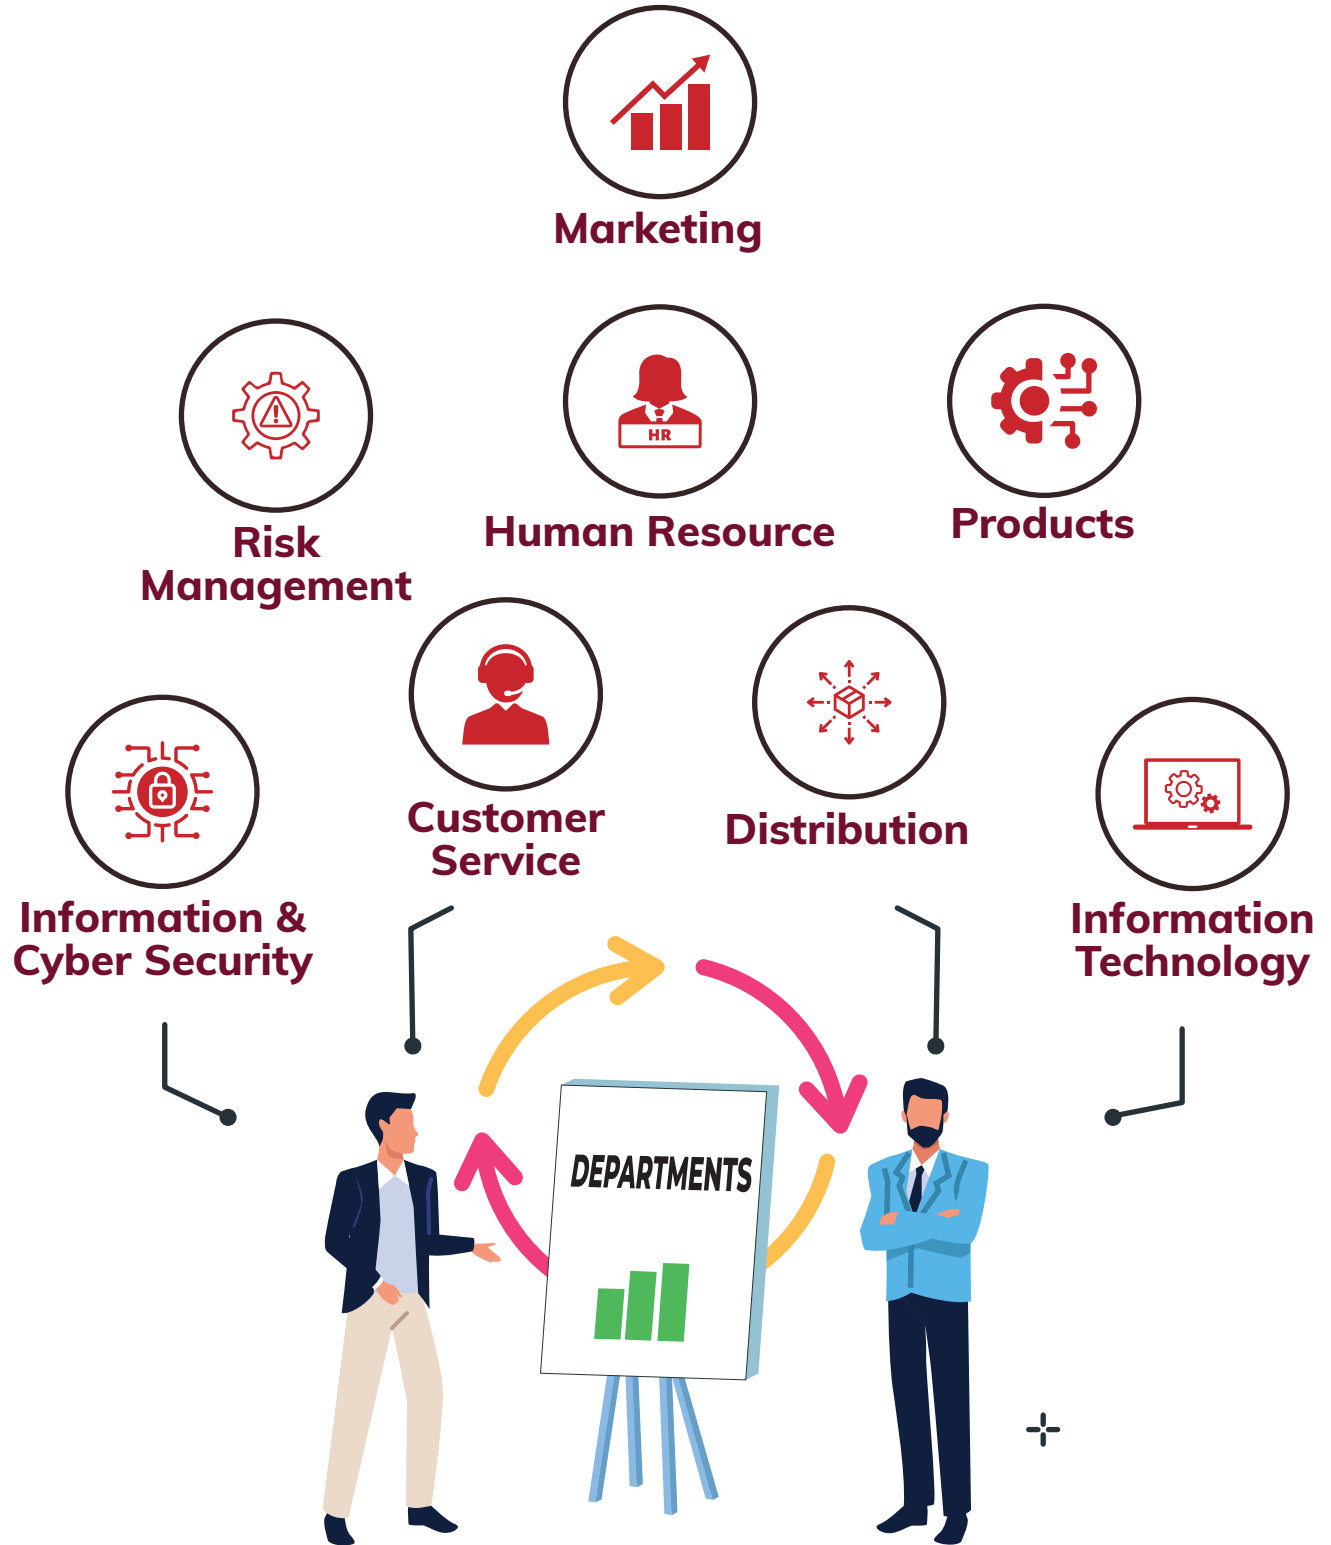 Marketing
HR
Risk
Management
Human Resource
Products
Customer
Service
Distribution
Information &
Cyber Security
Information
Technology
DEPARTMENTS